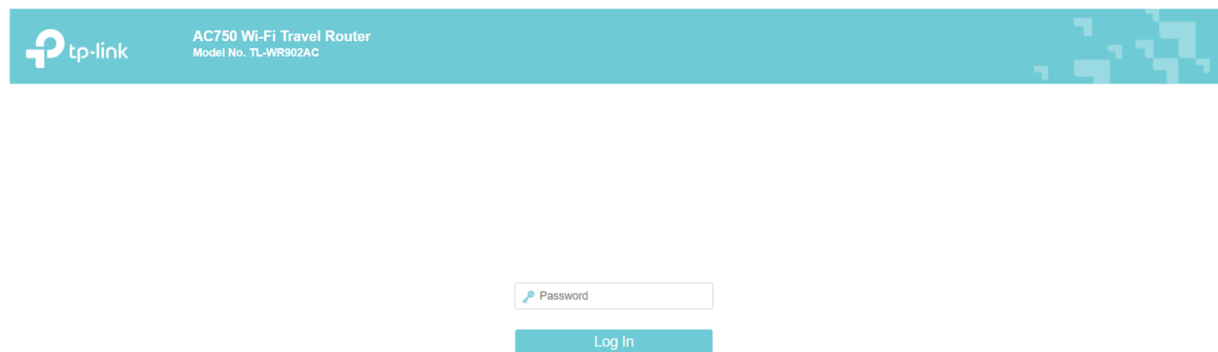 tp-link
AC750 Wi-Fi Travel Router
Model No. TL-WR902AC
Password
Log In